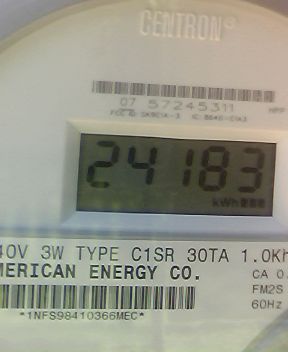 CENTRON®
07 57245311
24183
kWh
40V 3W TYPE C1SR 30TA 1.0Kh
MERICAN ENERGY CO.
CA 0.
FM2S
60Hz
*1NFS98410366MEC*